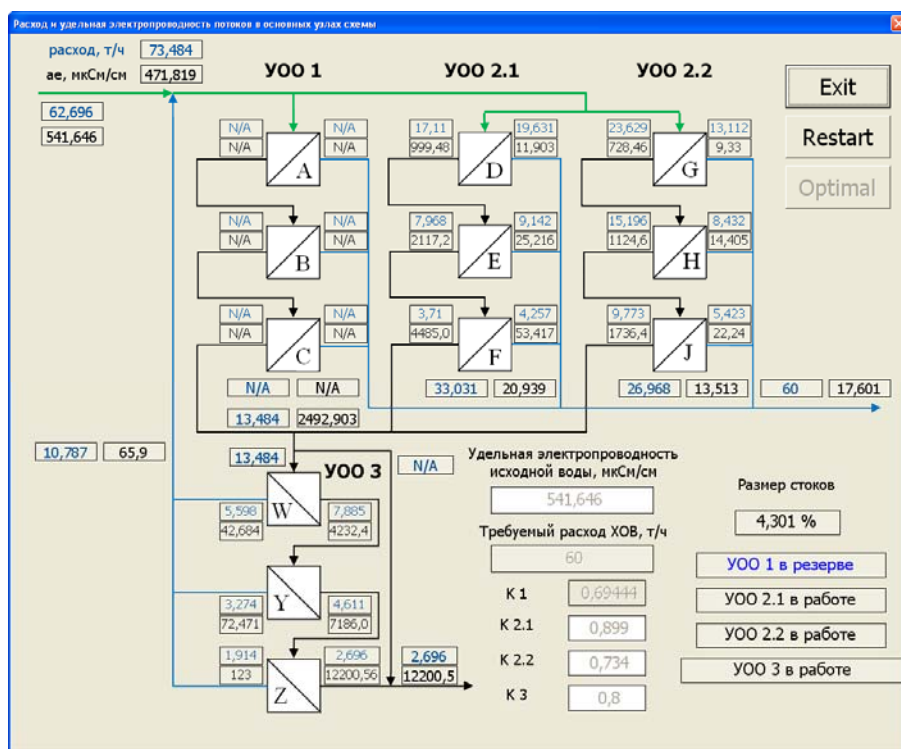 Расход и удельная электропроводность потоков в основных узлах схемы
расход, т/ч 73,484
ае, мкСм/см 471,819
УОО 1 УОО 2.1 УОО 2.2
Exit
62,696
541,646
N/A N/A 17,11 19,631 23,629 13,112
N/A N/A 999,48 11,903 728,46 9,33
A D G
Restart
Optimal
N/A N/A 7,968 9,142 15,196 8,432
N/A N/A 2117,2 25,216 1124,6 14,405
B E H
N/A N/A 3,71 4,257 9,773 5,423
N/A N/A 4485,0 53,417 1736,4 22,24
C F J
N/A N/A 33,031 20,939 26,968 13,513 60 17,601
13,484 2492,903
10,787 65,9
13,484 УОО 3 N/A
Удельная электропроводность
исходной воды, мкСм/см
541,646
W
5,598 7,885
42,684 4232,4
Размер стоков
4,301 %
Требуемый расход ХОВ, т/ч
60
УОО 1 в резерве
Y
3,274 4,611
72,471 7186,0
К 1 0,69444
УОО 2.1 в работе
К 2.1 0,899
УОО 2.2 в работе
1,914 2,696 2,696
123 12200,56 12200,5
Z
К 2.2 0,734
УОО 3 в работе
К 3 0,8